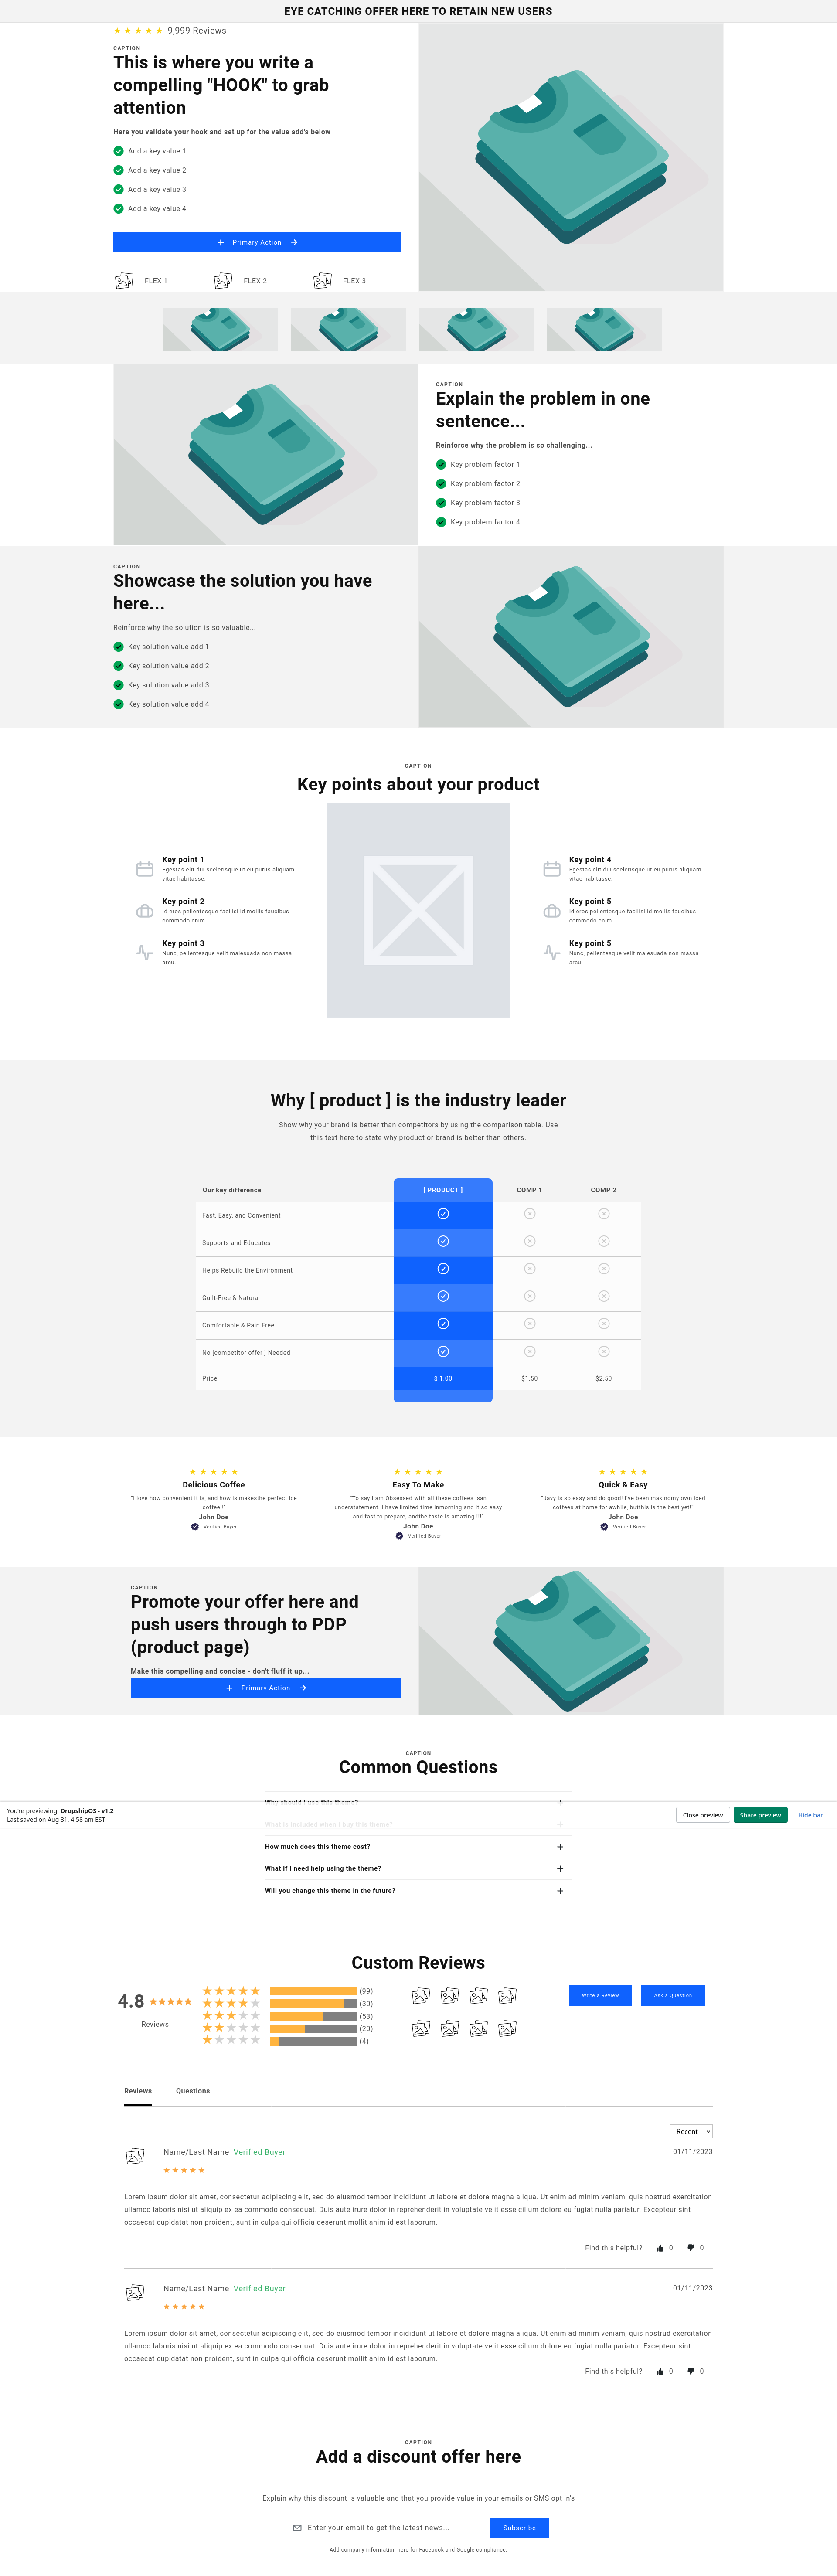 EYE CATCHING OFFER HERE TO RETAIN NEW USERS
9,999 Reviews
CAPTION
This is where you write a
compelling "HOOK" to grab
attention
Here you validate your hook and set up for the value add's below
Add a key value 1
Add a key value 2
Add a key value 3
Add a key value 4
Primary Action
FLEX 1
FLEX 2
FLEX 3
CAPTION
Explain the problem in one
sentence...
Reinforce why the problem is so challenging...
Key problem factor 1
Key problem factor 2
Key problem factor 3
Key problem factor 4
CAPTION
Showcase the solution you have
here...
Reinforce why the solution is so valuable...
Key solution value add 1
Key solution value add 2
Key solution value add 3
Key solution value add 4
CAPTION
Key points about your product
Key point 1
Egestas elit dui scelerisque ut eu purus aliquam
vitae habitasse.
Key point 2
Id eros pellentesque facilisi id mollis faucibus
commodo enim.
Key point 3
Nunc, pellentesque velit malesuada non massa
arcu.
Key point 4
Egestas elit dui scelerisque ut eu purus aliquam
vitae habitasse.
Key point 5
Id eros pellentesque facilisi id mollis faucibus
commodo enim.
Key point 5
Nunc, pellentesque velit malesuada non massa
arcu.
Why [ product ] is the industry leader
Show why your brand is better than competitors by using the comparison table. Use
this text here to state why product or brand is better than others.
Our key difference [ PRODUCT ] COMP 1 COMP 2
Fast, Easy, and Convenient
Supports and Educates
Helps Rebuild the Environment
Guilt-Free & Natural
Comfortable & Pain Free
No [competitor offer ] Needed
Price $ 1.00 $1.50 $2.50
Delicious Coffee
"I love how convenient it is, and how is makesthe perfect ice
coffee!!'
John Doe
Verified Buyer
Easy To Make
"To say I am Obsessed with all these coffees isan
understatement. I have limited time inmorning and it so easy
and fast to prepare, andthe taste is amazing !!!"
John Doe
Verified Buyer
Quick & Easy
"Javy is so easy and do-good! I've been makingmy own iced
coffees at home for awhile, butthis is the best yet!"
John Doe
Verified Buyer
CAPTION
Promote your offer here and
push users through to PDP
(product page)
Make this compelling and concise - don't fluff it up...
Primary Action
CAPTION
Common Questions
Why should I use this theme?
You're previewing: DropshipOS - v1.2
Last saved on Aug 31, 4:58 am EST
Close preview
Share preview
Hide bar
What is included when I buy this theme?
How much does this theme cost?
What if I need help using the theme?
Will you change this theme in the future?
Custom Reviews
4.8
Reviews
(99)
(30)
(53)
(20)
(4)
Write a Review
Ask a Question
Reviews Questions
Recent
Name/Last Name Verified Buyer 01/11/2023
Lorem ipsum dolor sit amet, consectetur adipiscing elit, sed do eiusmod tempor incididunt ut labore et dolore magna aliqua. Ut enim ad minim veniam, quis nostrud exercitation
ullamco laboris nisi ut aliquip ex ea commodo consequat. Duis aute irure dolor in reprehenderit in voluptate velit esse cillum dolore eu fugiat nulla pariatur. Excepteur sint
occaecat cupidatat non proident, sunt in culpa qui officia deserunt mollit anim id est laborum.
Find this helpful? 0 0
Name/Last Name Verified Buyer 01/11/2023
Lorem ipsum dolor sit amet, consectetur adipiscing elit, sed do eiusmod tempor incididunt ut labore et dolore magna aliqua. Ut enim ad minim veniam, quis nostrud exercitation
ullamco laboris nisi ut aliquip ex ea commodo consequat. Duis aute irure dolor in reprehenderit in voluptate velit esse cillum dolore eu fugiat nulla pariatur. Excepteur sint
occaecat cupidatat non proident, sunt in culpa qui officia deserunt mollit anim id est laborum.
Find this helpful? 0 0
CAPTION
Add a discount offer here
Explain why this discount is valuable and that you provide value in your emails or SMS opt in's
Enter your email to get the latest news...
Subscribe
Add company information here for Facebook and Google compliance.